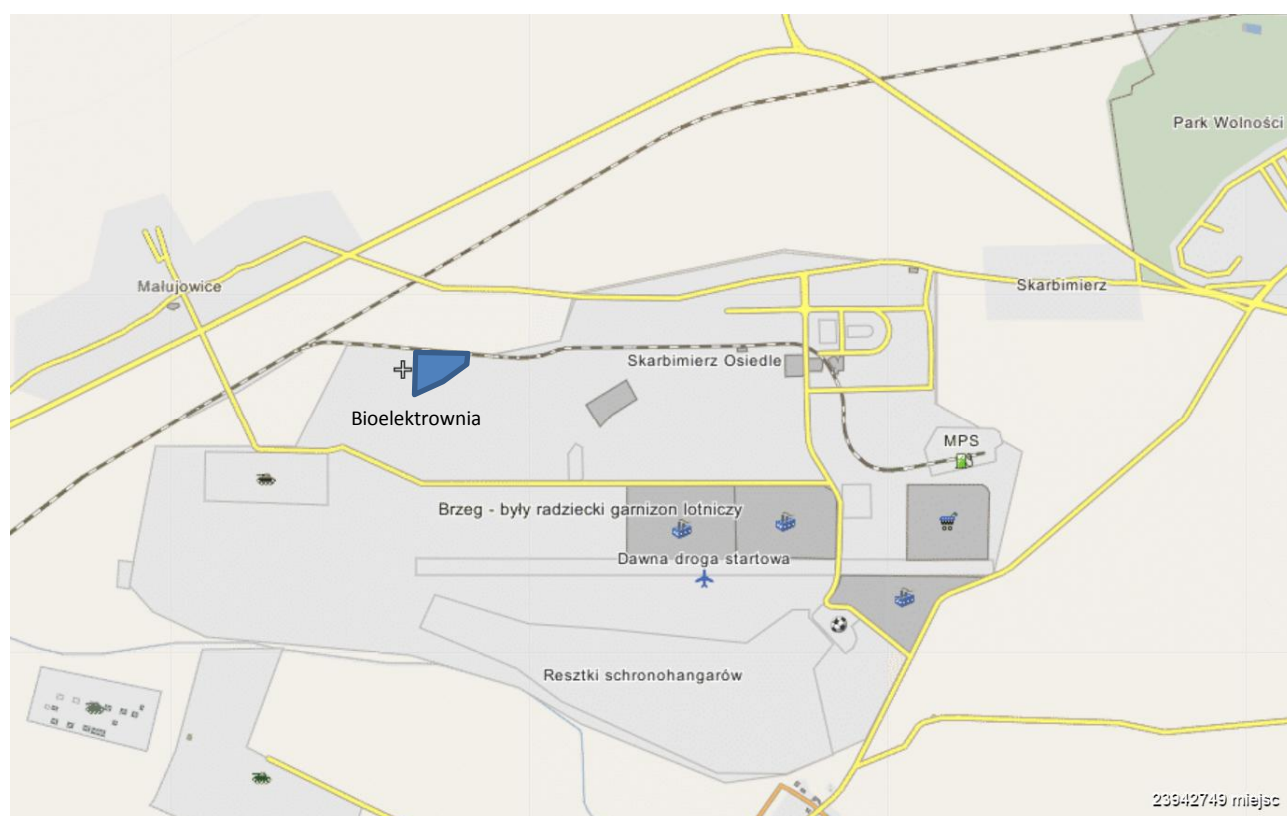 Park Wolności
Małujowice
Skarbimierz
Skarbimierz Osiedle
Bioelektrownia
MPS
Brzeg - były radziecki garnizon lotniczy
Dawna droga startowa
Resztki schronohangarów
23942749 miejsc